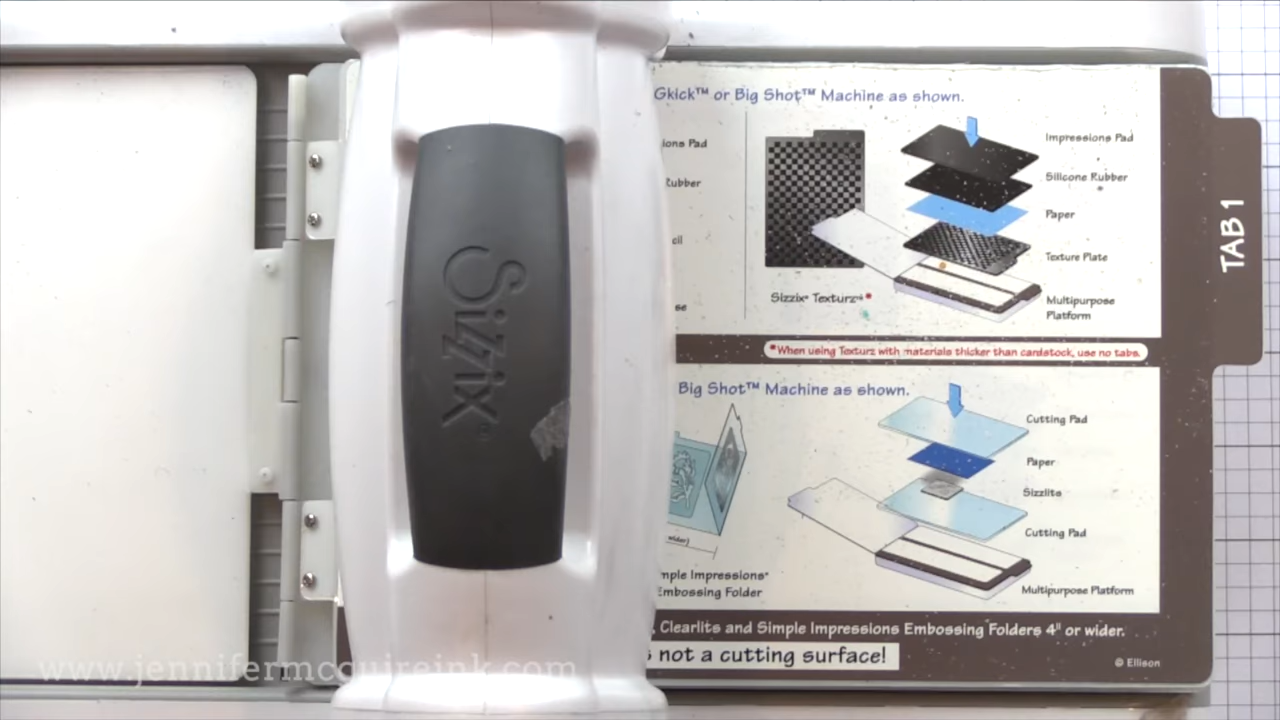 Gkick™ or Big Shot™ Machine as shown.
ions Pad
Rubber
cil
se
Impressions Pad
Silicone Rubber
Paper
Texture Plate
Multipurpose
Platform
Sizzix® Texturz™*
TAB 1
*When using Texturz with materials thicker than cardstock, use no tabs.
Big Shot™ Machine as shown.
Cutting Pad
Paper
Sizzlits
Cutting Pad
Multipurpose Platform
wider)
mple Impressions®
Embossing Folder
, Clearlits and Simple Impressions Embossing Folders 4" or wider.
s not a cutting surface!
© Ellison
Sizzix
www.jennifermcguireink.com